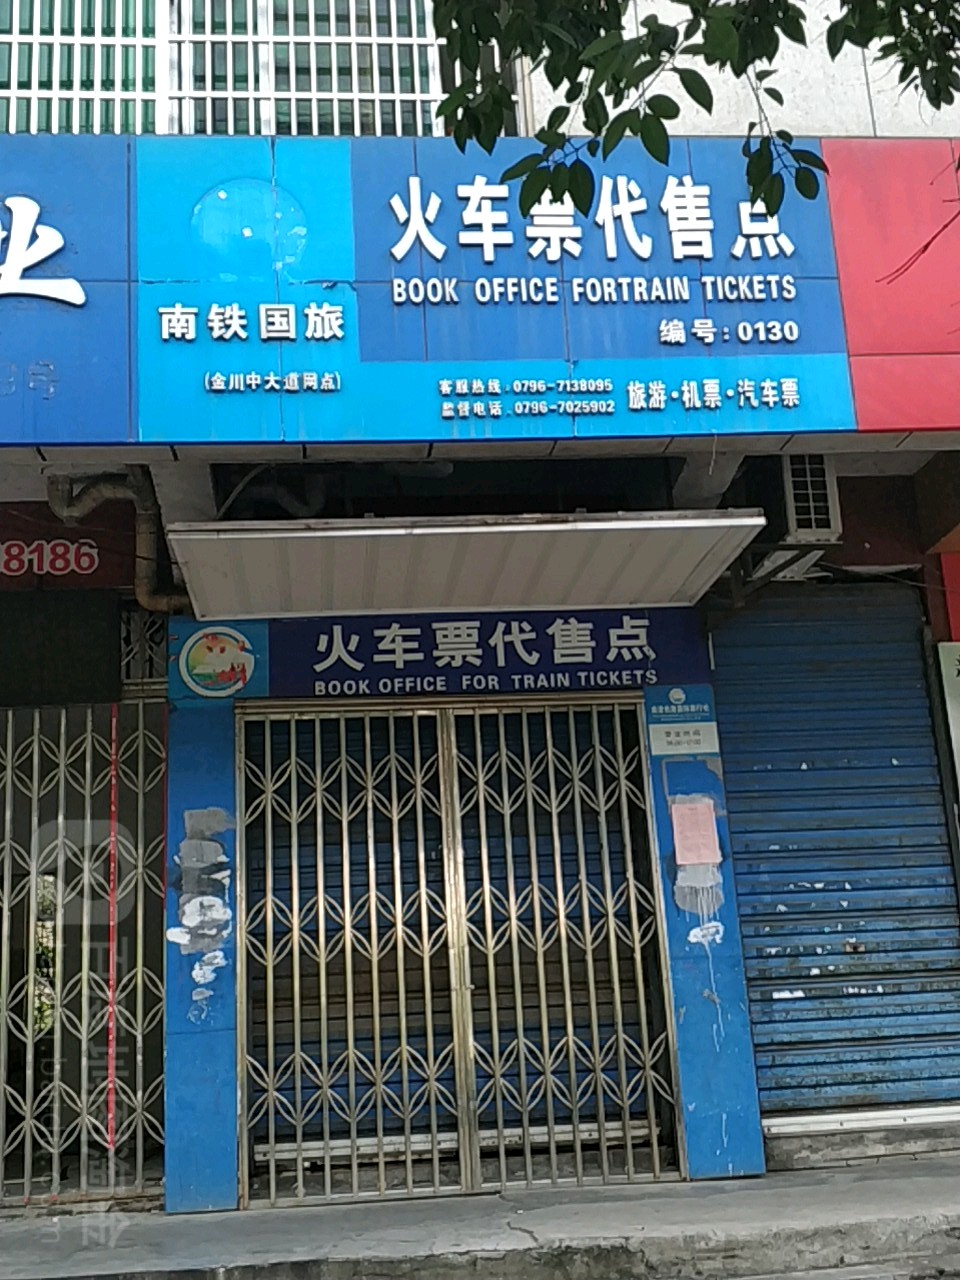 火车票代售点
BOOK OFFICE FORTRAIN TICKETS
编号:0130
南铁国旅
(金川中大道网点)
客服热线:0796-7138095
监督电话:0796-7025902
旅游·机票·汽车票
8186
火车票代售点
BOOK OFFICE FOR TRAIN TICKETS